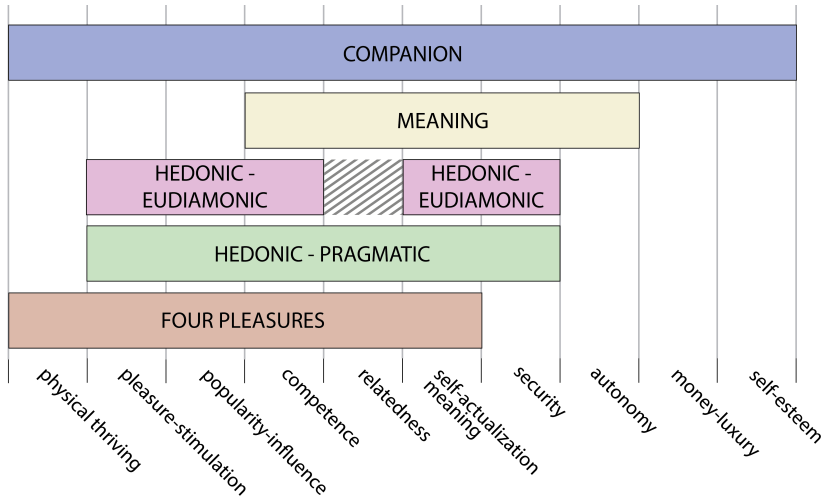 COMPANION
MEANING
HEDONIC -
EUDIAMONIC
HEDONIC -
EUDIAMONIC
HEDONIC - PRAGMATIC
FOUR PLEASURES
physical thriving
pleasure-stimulation
popularity-influence
competence
relatedness
self-actualization
meaning
security
autonomy
money-luxury
self-esteem